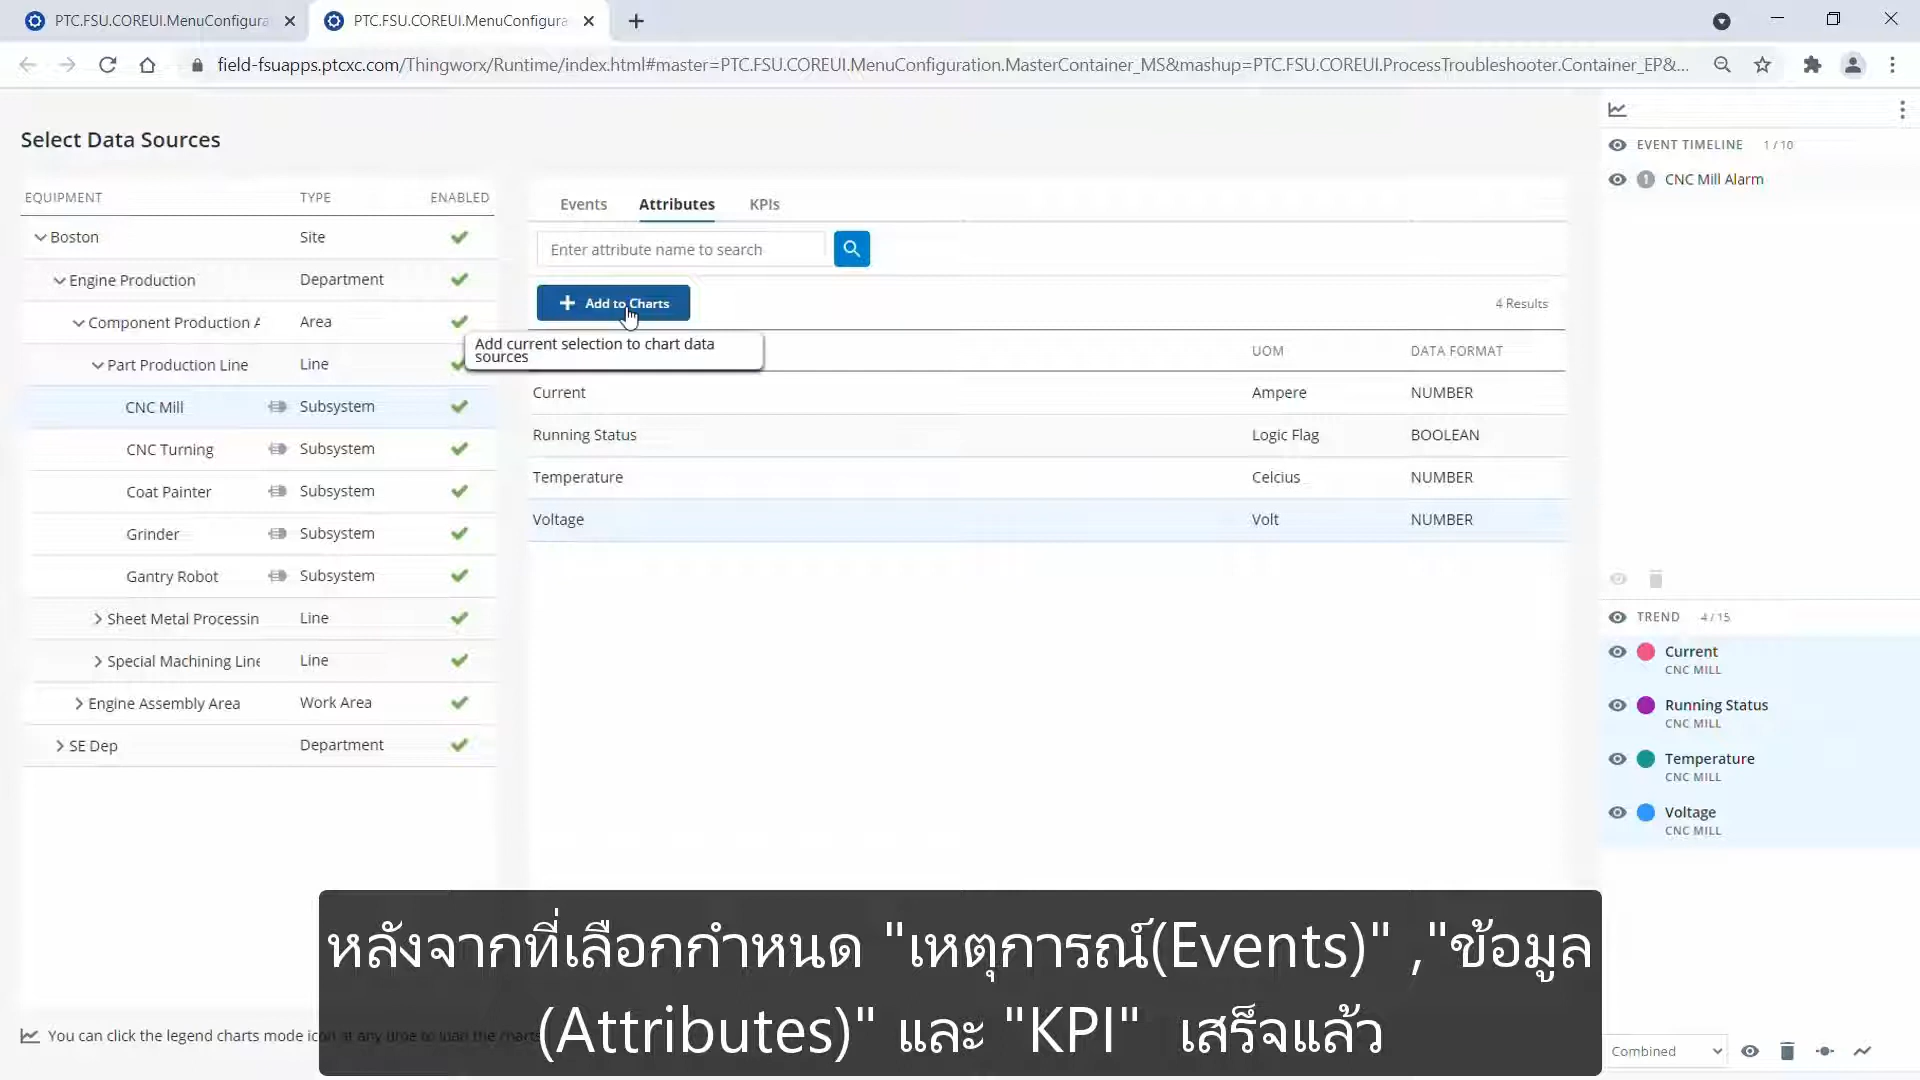 PTC.FSU.COREUI.MenuConfigura
PTC.FSU.COREUI.MenuConfigura
field-fsuapps.ptcxc.com/Thingworx/Runtime/index.html#master=PTC.FSU.COREUI.MenuConfiguration.MasterContainer_MS&mashup=PTC.FSU.COREUI.ProcessTroubleshooter.Container_EP&...
Select Data Sources
EQUIPMENT TYPE ENABLED
Boston Site
Engine Production Department
Component Production A Area
Part Production Line Line
CNC Mill Subsystem
CNC Turning Subsystem
Coat Painter Subsystem
Grinder Subsystem
Gantry Robot Subsystem
Sheet Metal Processin Line
Special Machining Line Line
Engine Assembly Area Work Area
SE Dep Department
Events Attributes KPIs
Enter attribute name to search
Add to Charts
4 Results
Add current selection to chart data
sources
UOM DATA FORMAT
Current Ampere NUMBER
Running Status Logic Flag BOOLEAN
Temperature Celcius NUMBER
Voltage Volt NUMBER
EVENT TIMELINE 1 / 10
1 CNC Mill Alarm
TREND 4 / 15
Current
CNC MILL
Running Status
CNC MILL
Temperature
CNC MILL
Voltage
CNC MILL
You can click the legend charts mode icon at any time to load the charts
หลังจากที่เลือกกำหนด "เหตุการณ์(Events)" ,"ข้อมูล
(Attributes)" และ "KPI" เสร็จแล้ว
Combined